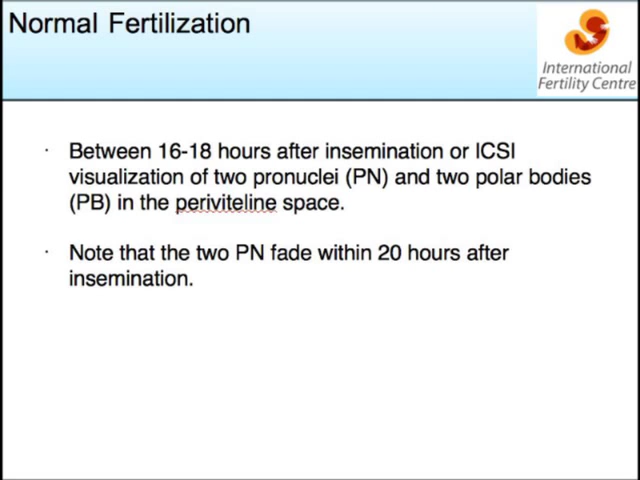 Normal Fertilization
International
Fertility Centre
· Between 16-18 hours after insemination or ICSI
visualization of two pronuclei (PN) and two polar bodies
(PB) in the periviteline space.
· Note that the two PN fade within 20 hours after
insemination.